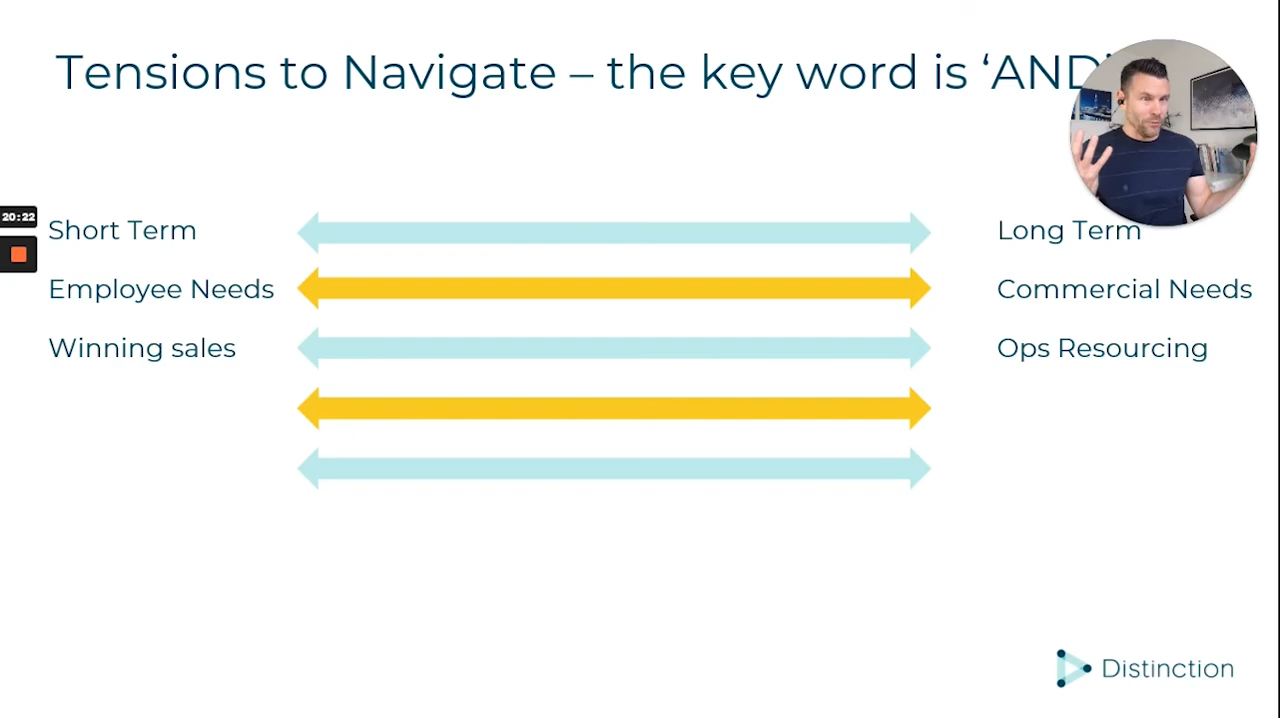 Tensions to Navigate – the key word is ‘AND’
20:22
Short Term
Long Term
Employee Needs
Commercial Needs
Winning sales
Ops Resourcing
Distinction